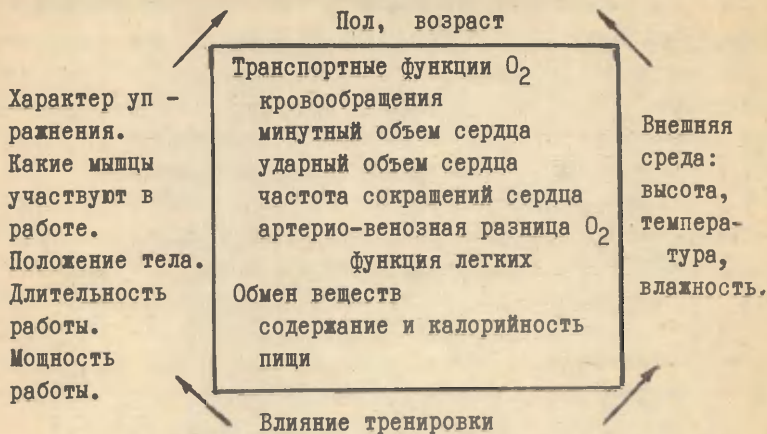 Пол, возраст
Характер уп -
ражнения.
Какие мышцы
участвуют в
работе.
Положение тела.
Длительность
работы.
Мощность
работы.
Транспортные функции O₂
кровообращения
минутный объем сердца
ударный объем сердца
частота сокращений сердца
артерио-венозная разница O₂
функция легких
Обмен веществ
содержание и калорийность
пищи
Внешняя
среда:
высота,
темпера-
тура,
влажность.
Влияние тренировки